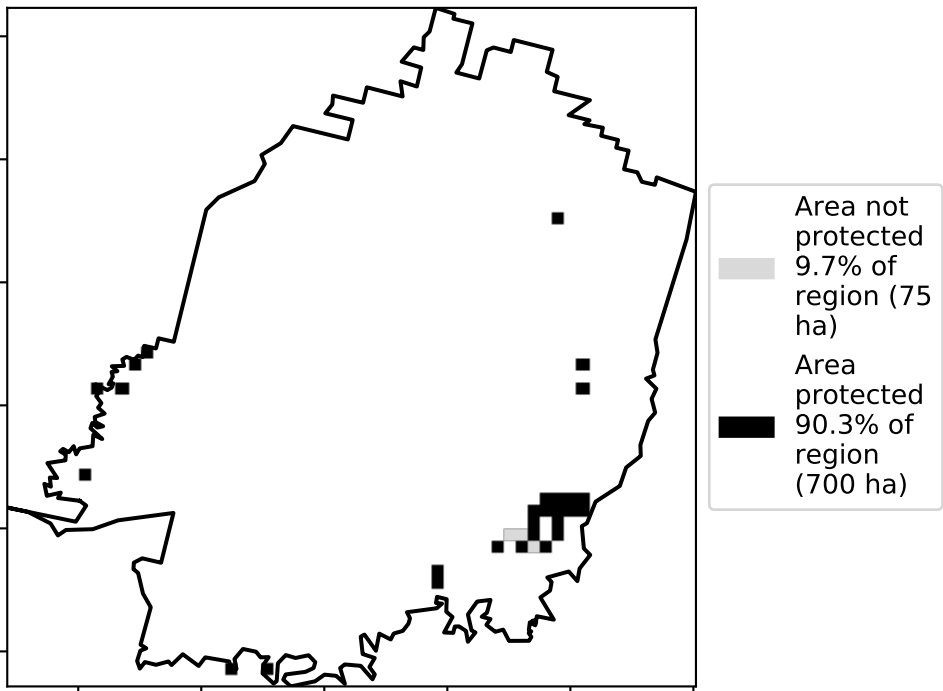 Area not
protected
9.7% of
region (75
ha)
Area
protected
90.3% of
region
(700 ha)